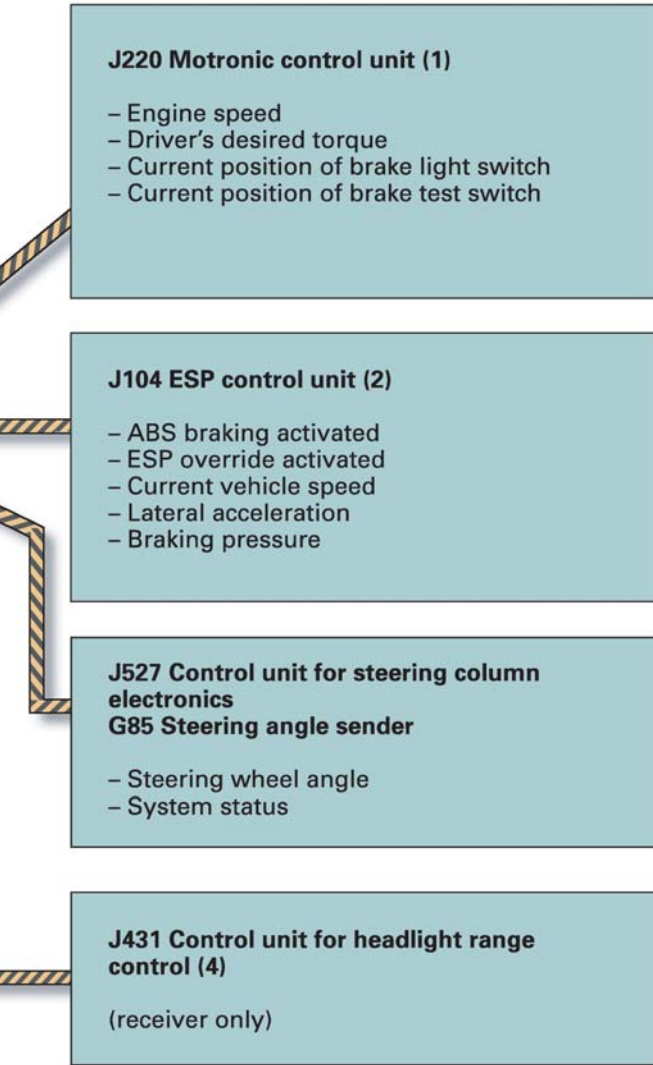 J220 Motronic control unit (1)
– Engine speed
– Driver's desired torque
– Current position of brake light switch
– Current position of brake test switch
J104 ESP control unit (2)
– ABS braking activated
– ESP override activated
– Current vehicle speed
– Lateral acceleration
– Braking pressure
J527 Control unit for steering column
electronics
G85 Steering angle sender
– Steering wheel angle
– System status
J431 Control unit for headlight range
control (4)
(receiver only)